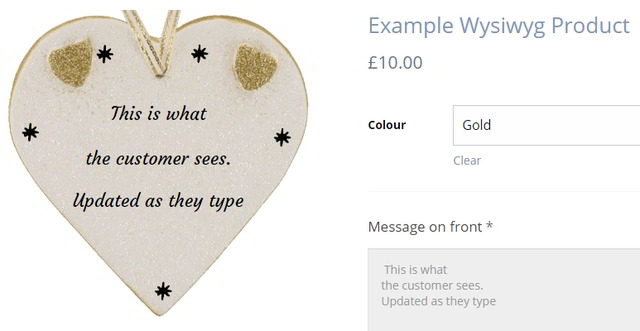 This is what
the customer sees.
Updated as they type
Example Wysiwyg Product
£10.00
Colour
Gold
Clear
Message on front *
This is what
the customer sees.
Updated as they type